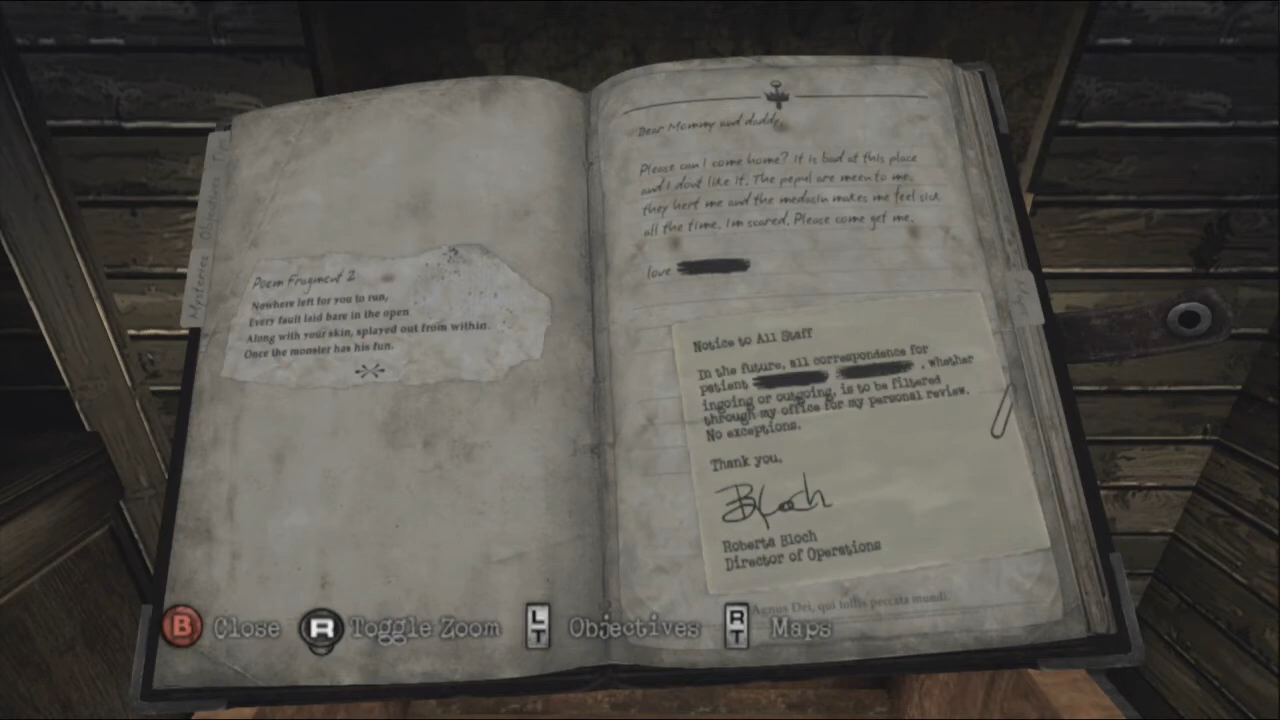 Mysteries
Objectives
Poem Fragment 2
Nowhere left for you to run,
Every fault laid bare in the open
Along with your skin, splayed out from within.
Once the monster has his fun.
Dear Mommy and daddy,
Please can I come home? It is bad at this place
and I dont like it. The pepul are meen to me.
they hert me and the medasin makes me feel sick
all the time. Im scared. Please come get me.
love
Notice to All Staff
In the future, all correspondence for
patient , whether
ingoing or outgoing, is to be filtered
through my office for my personal review.
No exceptions.
Thank you,
Bloch
Roberta Bloch
Director of Operations
Agnus Dei, qui tollis peccata mundi.
B Close R Toggle Zoom LT Objectives RT Maps